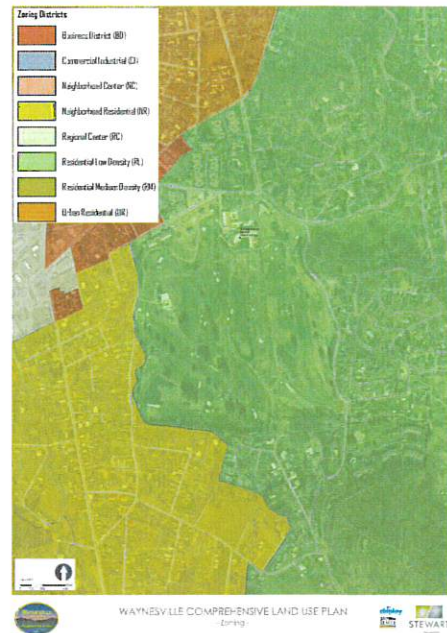 Zoning Districts
Business District (BD)
Commercial Industrial (CI)
Neighborhood Center (NC)
Neighborhood Residential (NR)
Regional Center (RC)
Residential Low Density (RL)
Residential Medium Density (RM)
Urban Residential (UR)
WAYNESVILLE COMPREHENSIVE LAND USE PLAN
- Zoning -
STEWART